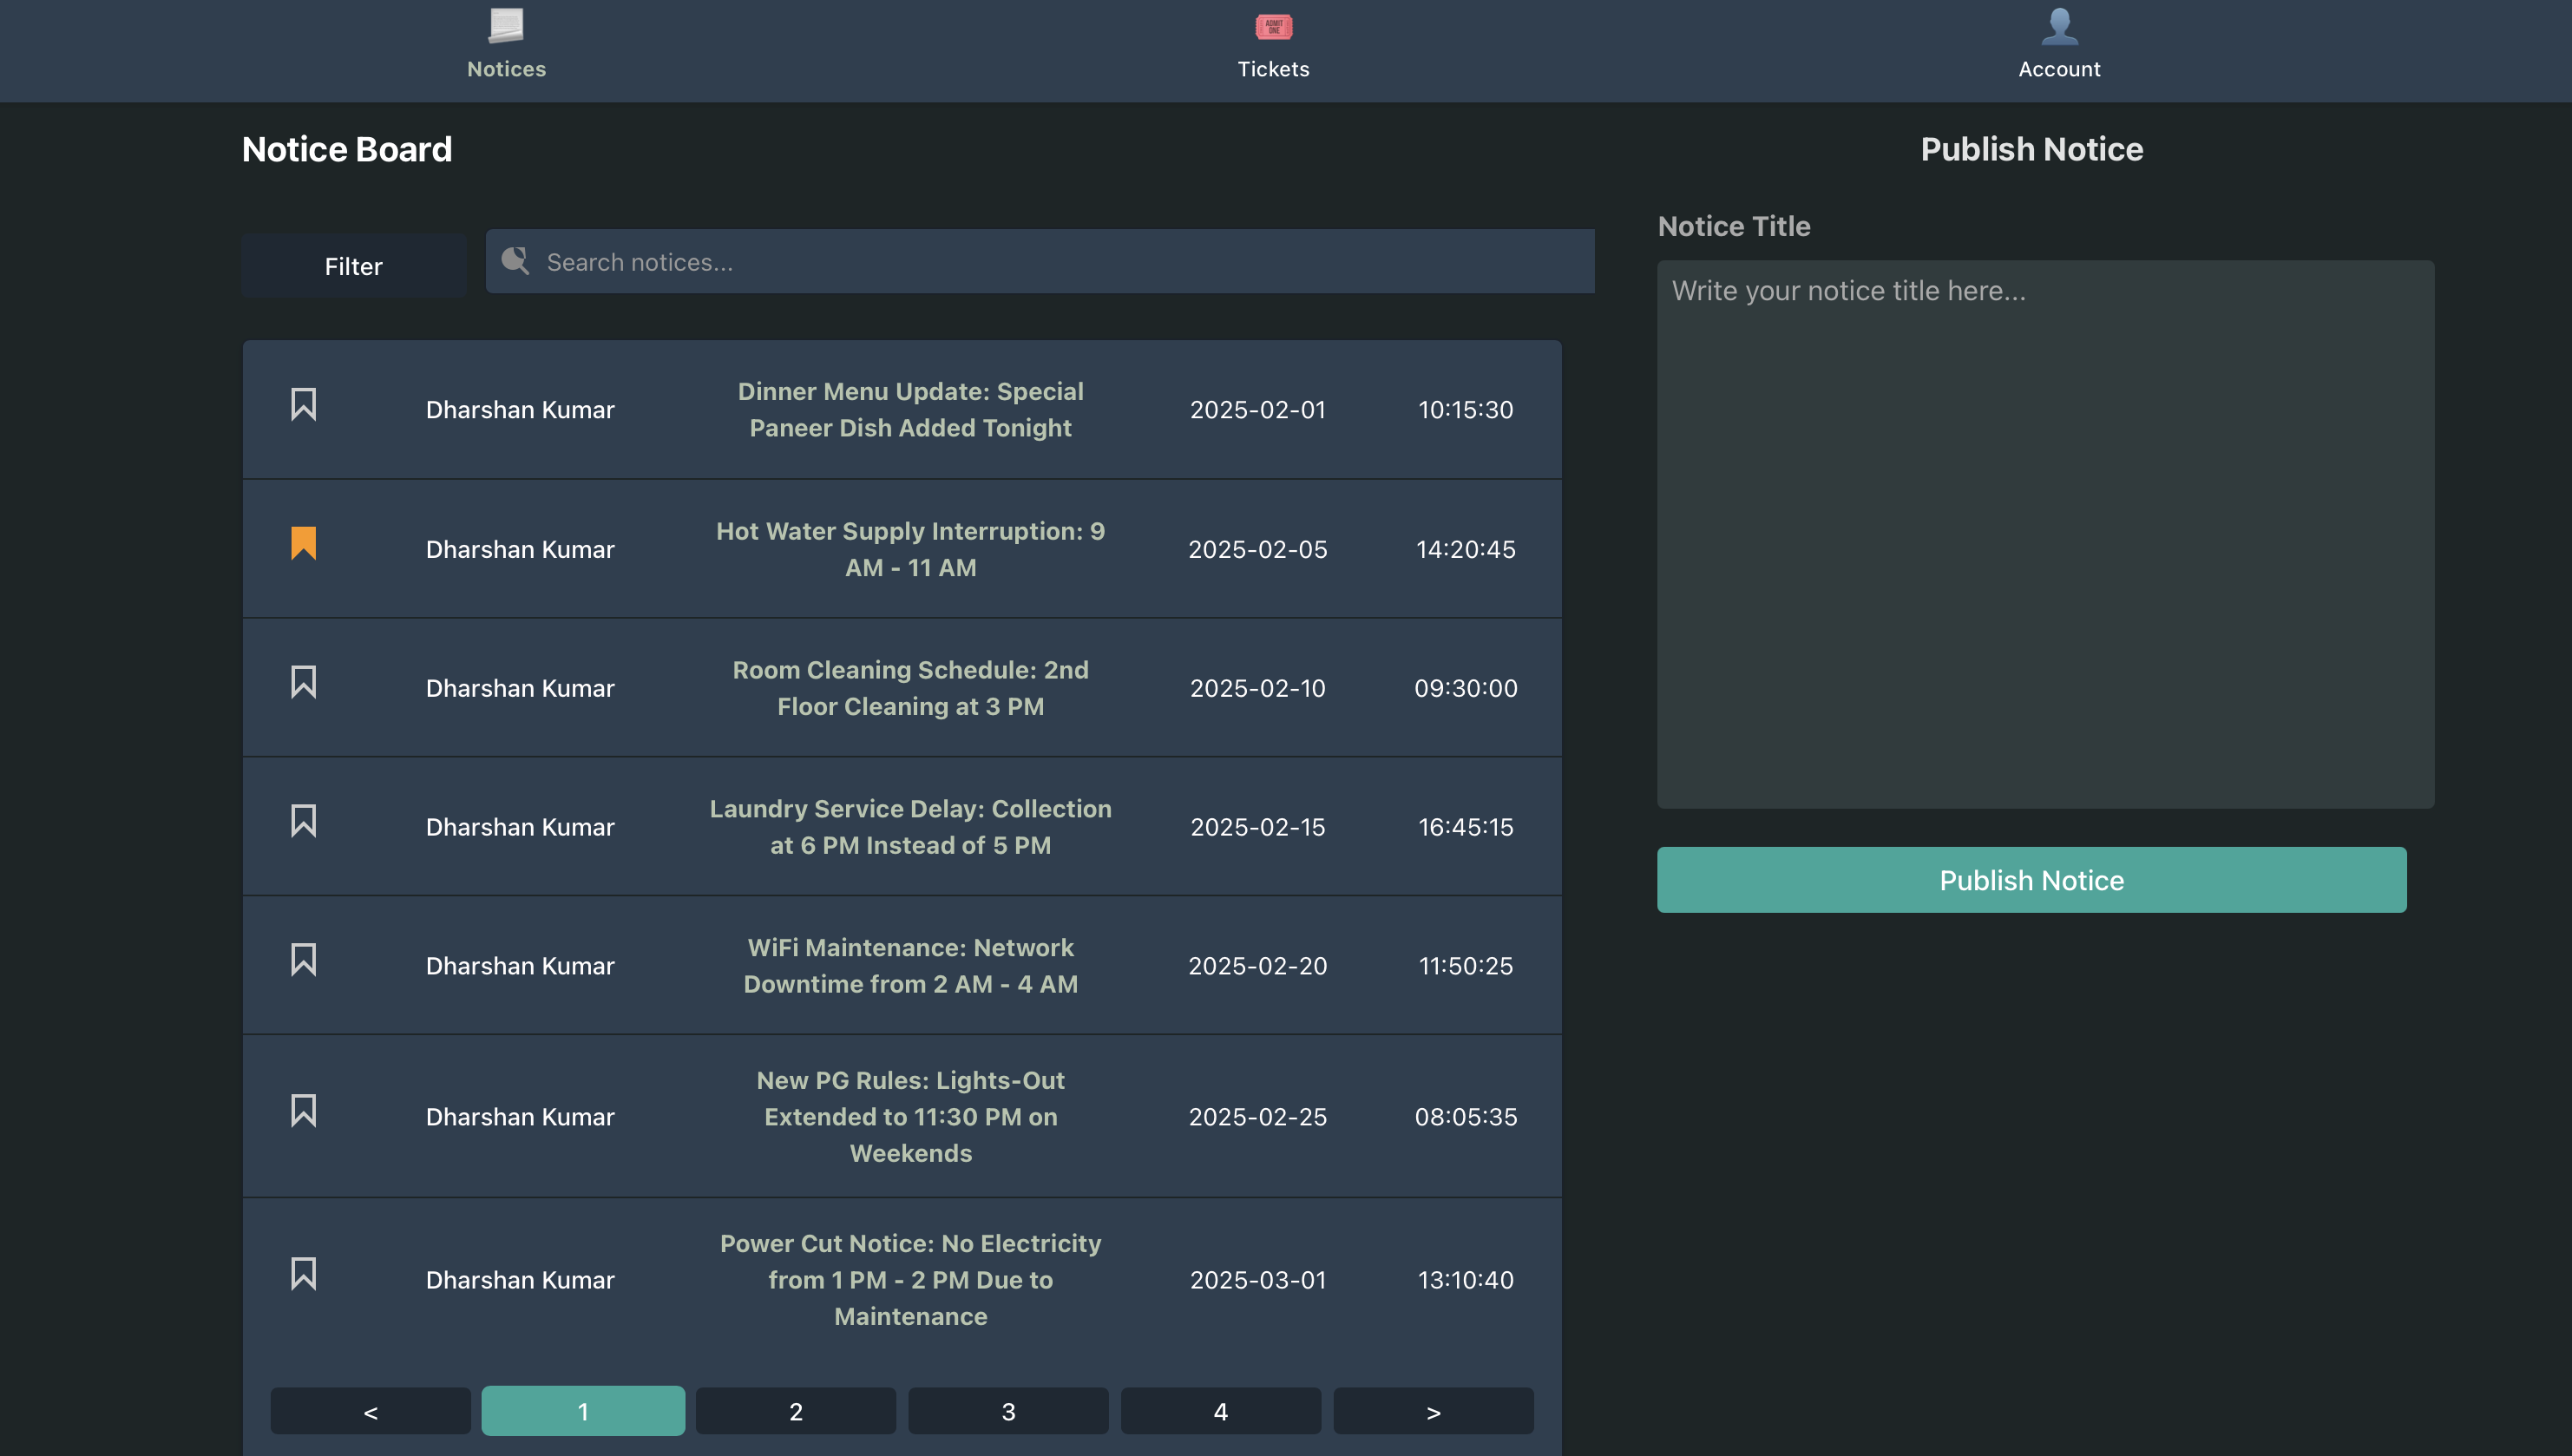 Notices
ADMIT
ONE
Tickets
Account
Notice Board
Filter
Search notices...
Dharshan Kumar
Dinner Menu Update: Special
Paneer Dish Added Tonight
2025-02-01
10:15:30
Dharshan Kumar
Hot Water Supply Interruption: 9
AM - 11 AM
2025-02-05
14:20:45
Dharshan Kumar
Room Cleaning Schedule: 2nd
Floor Cleaning at 3 PM
2025-02-10
09:30:00
Dharshan Kumar
Laundry Service Delay: Collection
at 6 PM Instead of 5 PM
2025-02-15
16:45:15
Dharshan Kumar
WiFi Maintenance: Network
Downtime from 2 AM - 4 AM
2025-02-20
11:50:25
Dharshan Kumar
New PG Rules: Lights-Out
Extended to 11:30 PM on
Weekends
2025-02-25
08:05:35
Dharshan Kumar
Power Cut Notice: No Electricity
from 1 PM - 2 PM Due to
Maintenance
2025-03-01
13:10:40
< 1 2 3 4 >
Publish Notice
Notice Title
Write your notice title here...
Publish Notice